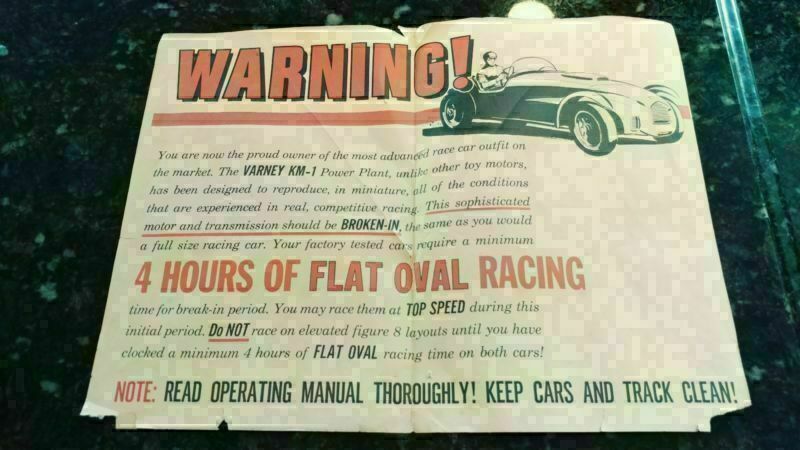 WARNING!
You are now the proud owner of the most advanced race car outfit on
the market. The VARNEY KM-1 Power Plant, unlike other toy motors,
has been designed to reproduce, in miniature, all of the conditions
that are experienced in real, competitive racing. This sophisticated
motor and transmission should be BROKEN-IN, the same as you would
a full size racing car. Your factory tested cars require a minimum
4 HOURS OF FLAT OVAL RACING
time for break-in period. You may race them at TOP SPEED during this
initial period. Do NOT race on elevated figure 8 layouts until you have
clocked a minimum 4 hours of FLAT OVAL racing time on both cars!
NOTE: READ OPERATING MANUAL THOROUGHLY! KEEP CARS AND TRACK CLEAN!